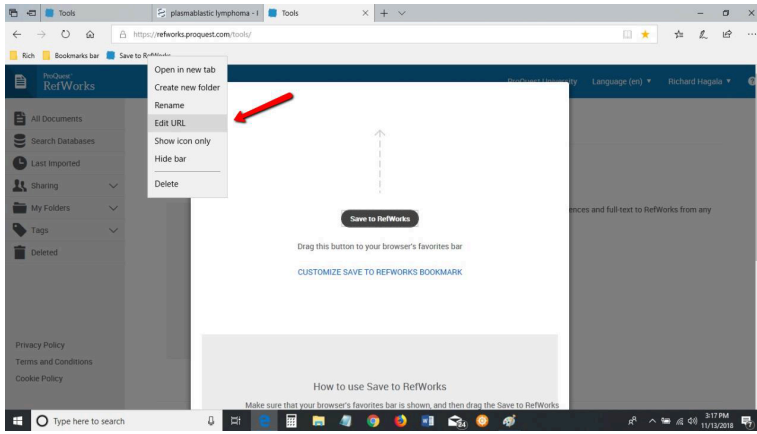 Tools
plasmablastic lymphoma - I
Tools
https://refworks.proquest.com/tools/
Rich
Bookmarks bar
Save to RefWorks
Open in new tab
Create new folder
Rename
Edit URL
Show icon only
Hide bar
Delete
ProQuest
RefWorks
ProQuest University
Language (en)
Richard Hagala
All Documents
Search Databases
Last Imported
Sharing
My Folders
Tags
Deleted
Save to RefWorks
ences and full-text to RefWorks from any
Drag this button to your browser's favorites bar
CUSTOMIZE SAVE TO REFWORKS BOOKMARK
Privacy Policy
Terms and Conditions
Cookie Policy
How to use Save to RefWorks
Make sure that your browser's favorites bar is shown, and then drag the Save to RefWorks
Type here to search
24
3:17 PM
11/13/2018